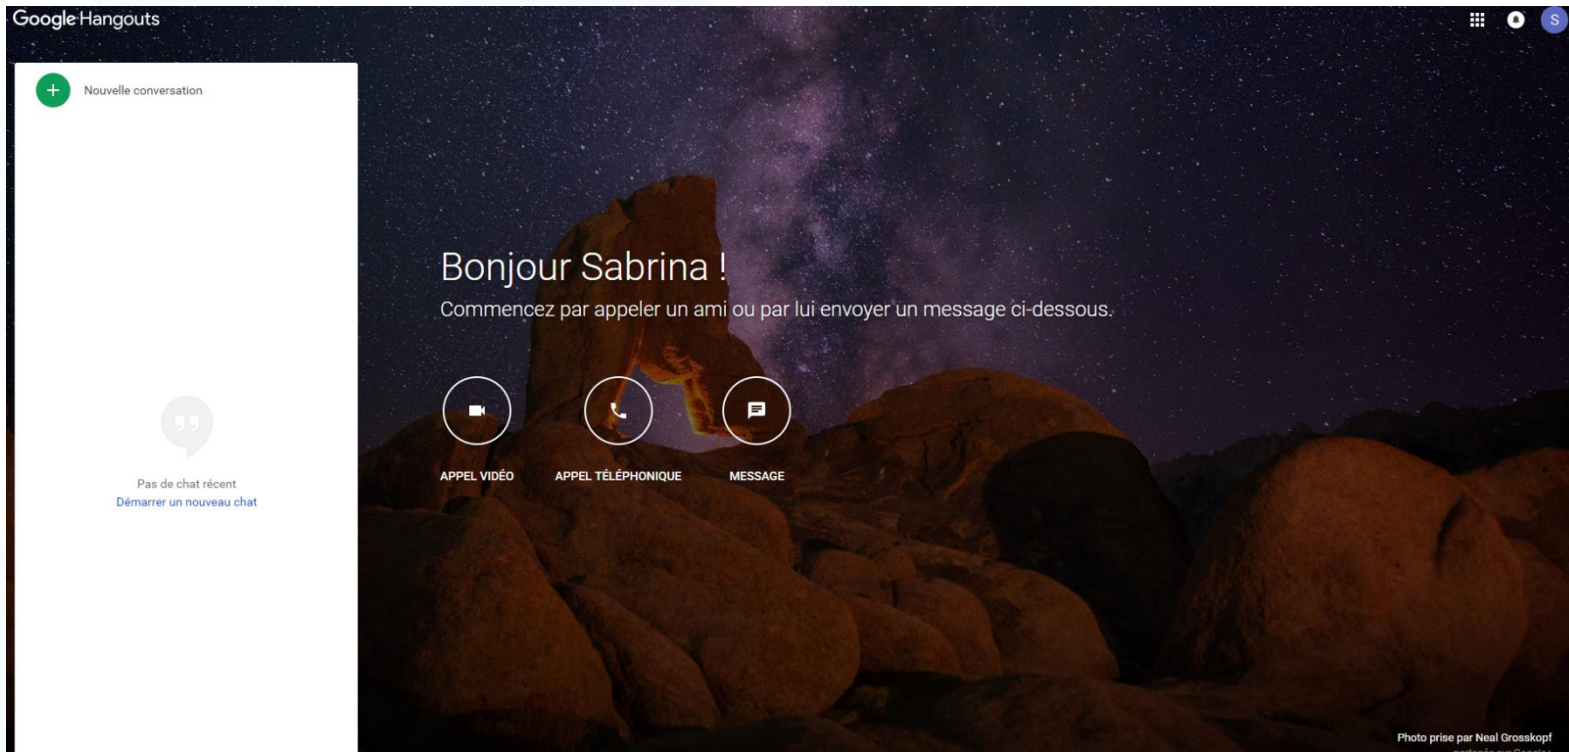 Google Hangouts
S
Nouvelle conversation
Bonjour Sabrina !
Commencez par appeler un ami ou par lui envoyer un message ci-dessous.
APPEL VIDÉO APPEL TÉLÉPHONIQUE MESSAGE
Pas de chat récent
Démarrer un nouveau chat
Photo prise par Neal Grosskopf